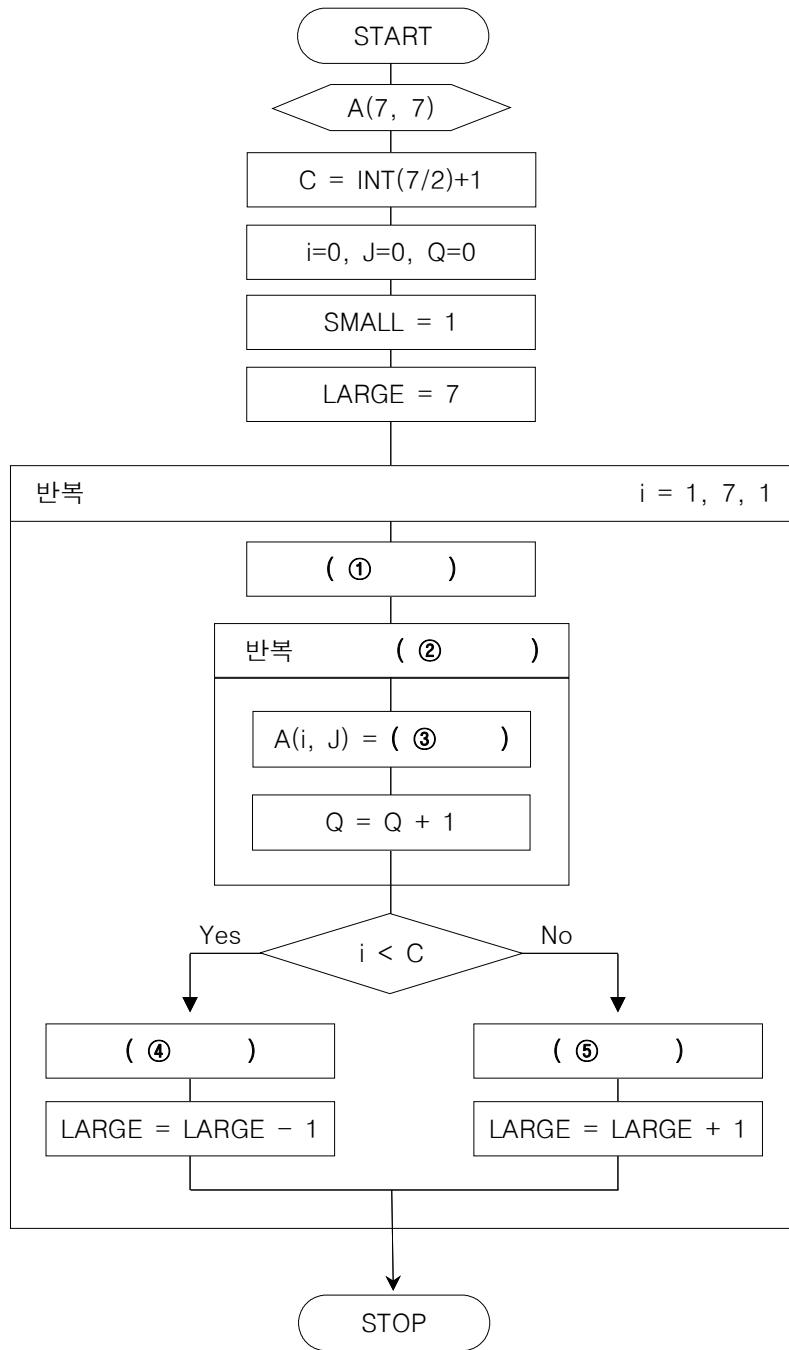 START
A(7, 7)
C = INT(7/2)+1
i=0, J=0, Q=0
SMALL = 1
LARGE = 7
반복 i = 1, 7, 1
( ① )
반복 ( ② )
A(i, J) = ( ③ )
Q = Q + 1
Yes i < C No
( ④ ) ( ⑤ )
LARGE = LARGE - 1 LARGE = LARGE + 1
STOP